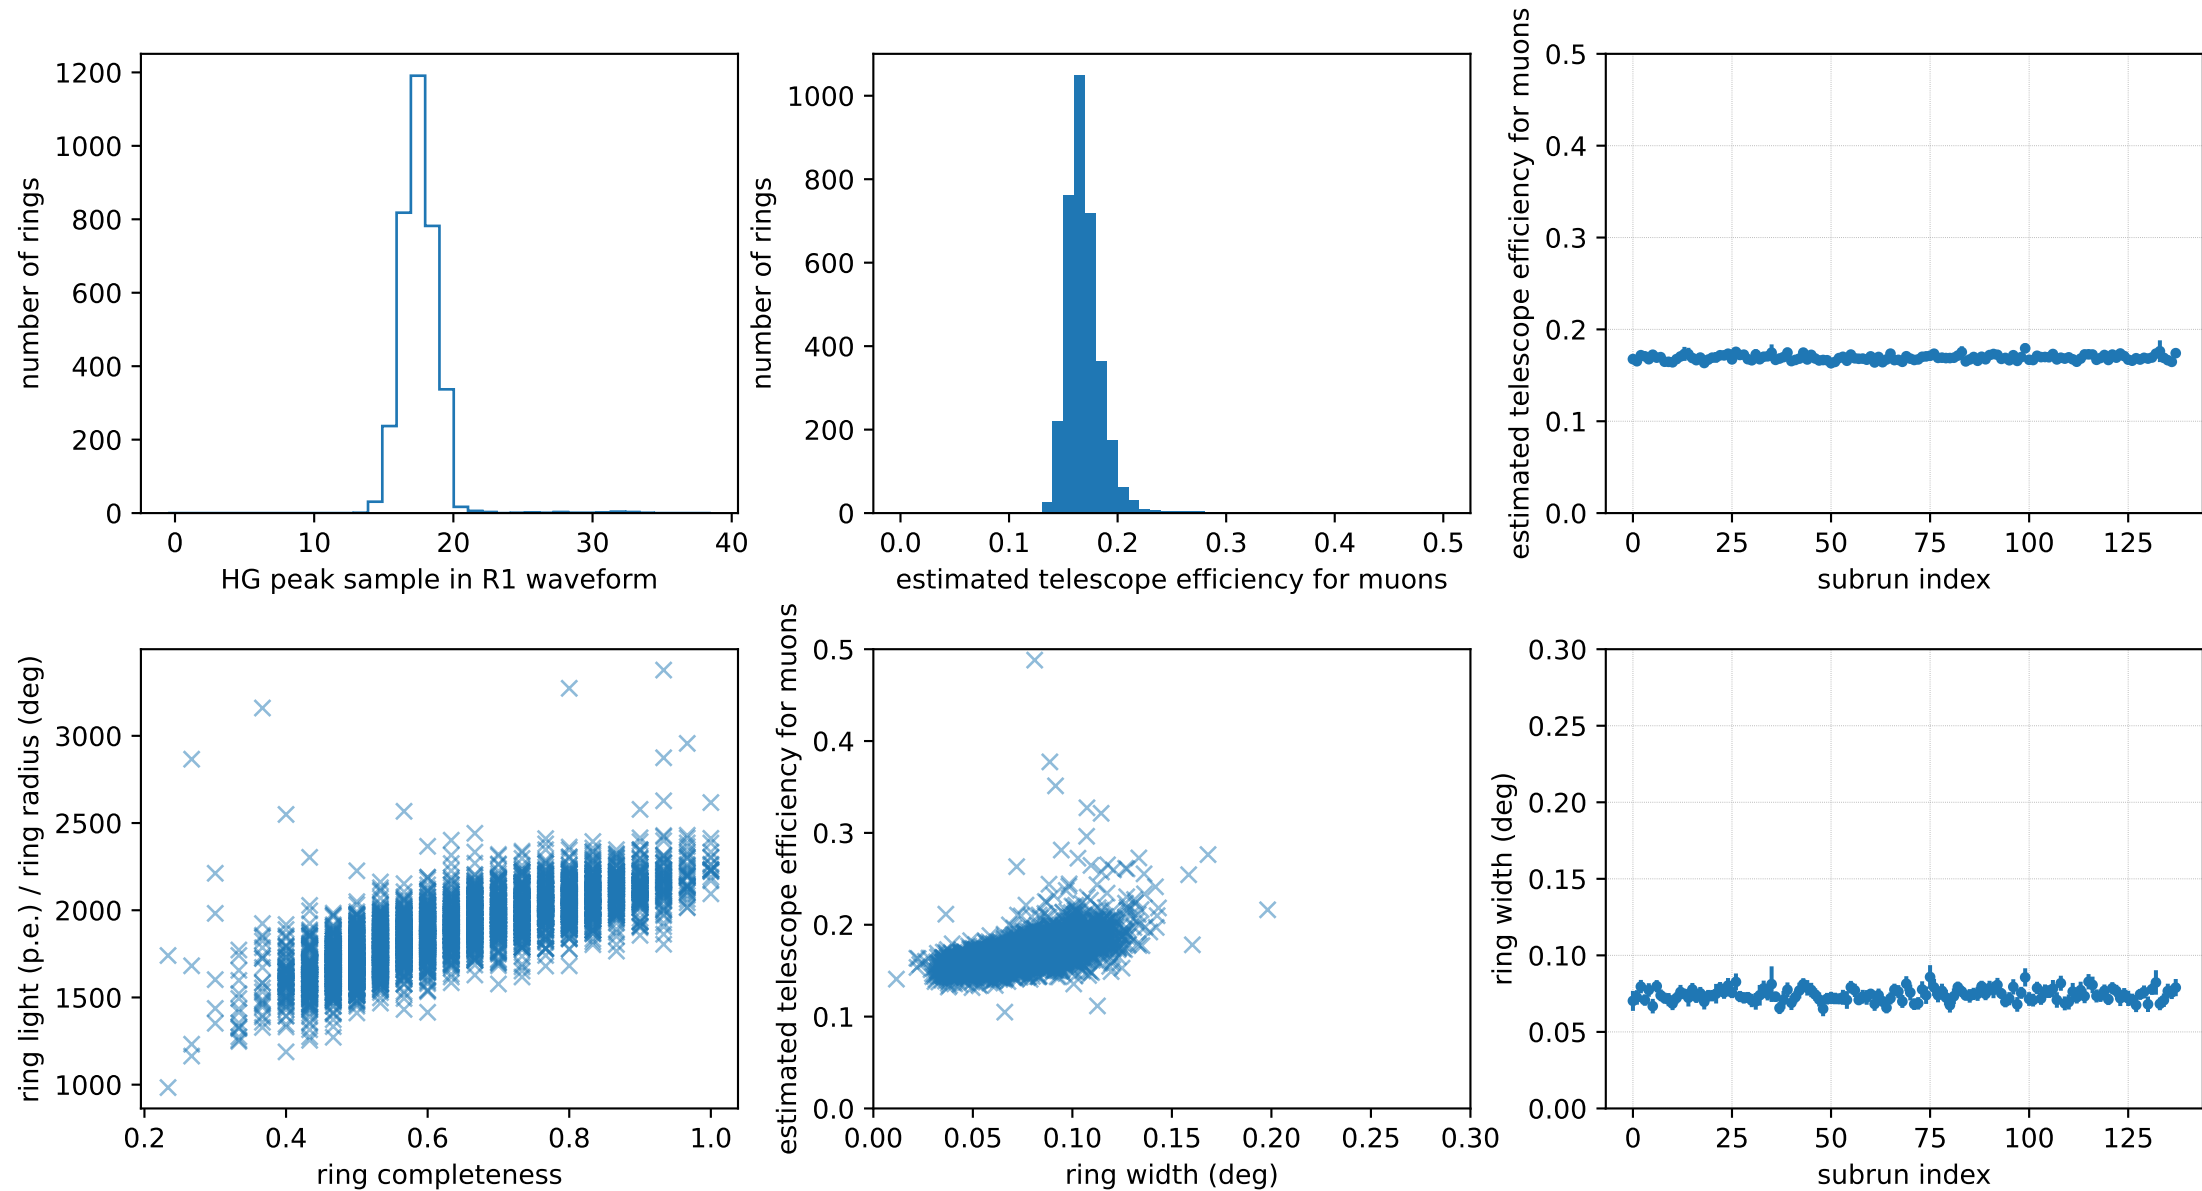 number of rings
1200
1000
800
600
400
200
0
0 10 20 30 40
HG peak sample in R1 waveform
number of rings
1000
800
600
400
200
0
0.0 0.1 0.2 0.3 0.4 0.5
estimated telescope efficiency for muons
estimated telescope efficiency for muons
0.5
0.4
0.3
0.2
0.1
0.0
0 25 50 75 100 125
subrun index
ring light (p.e.) / ring radius (deg)
3000
2500
2000
1500
1000
0.2 0.4 0.6 0.8 1.0
ring completeness
estimated telescope efficiency for muons
0.5
0.4
0.3
0.2
0.1
0.0
0.00 0.05 0.10 0.15 0.20 0.25 0.30
ring width (deg)
ring width (deg)
0.30
0.25
0.20
0.15
0.10
0.05
0.00
0 25 50 75 100 125
subrun index